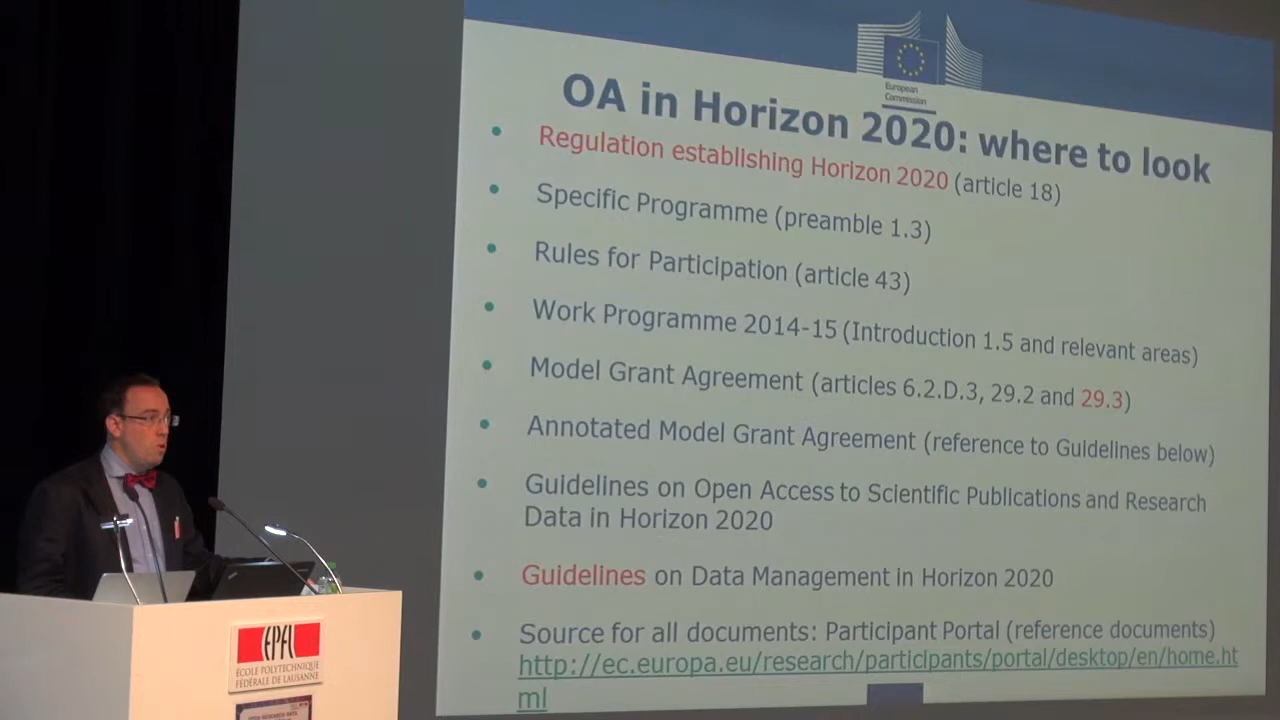 European
Commission
OA in Horizon 2020: where to look
• Regulation establishing Horizon 2020 (article 18)
• Specific Programme (preamble 1.3)
• Rules for Participation (article 43)
• Work Programme 2014-15 (Introduction 1.5 and relevant areas)
• Model Grant Agreement (articles 6.2.D.3, 29.2 and 29.3)
• Annotated Model Grant Agreement (reference to Guidelines below)
• Guidelines on Open Access to Scientific Publications and Research
Data in Horizon 2020
• Guidelines on Data Management in Horizon 2020
• Source for all documents: Participant Portal (reference documents)
http://ec.europa.eu/research/participants/portal/desktop/en/home.ht
ml
EPFL
ÉCOLE POLYTECHNIQUE
FÉDÉRALE DE LAUSANNE
OPEN RESEARCH DATA